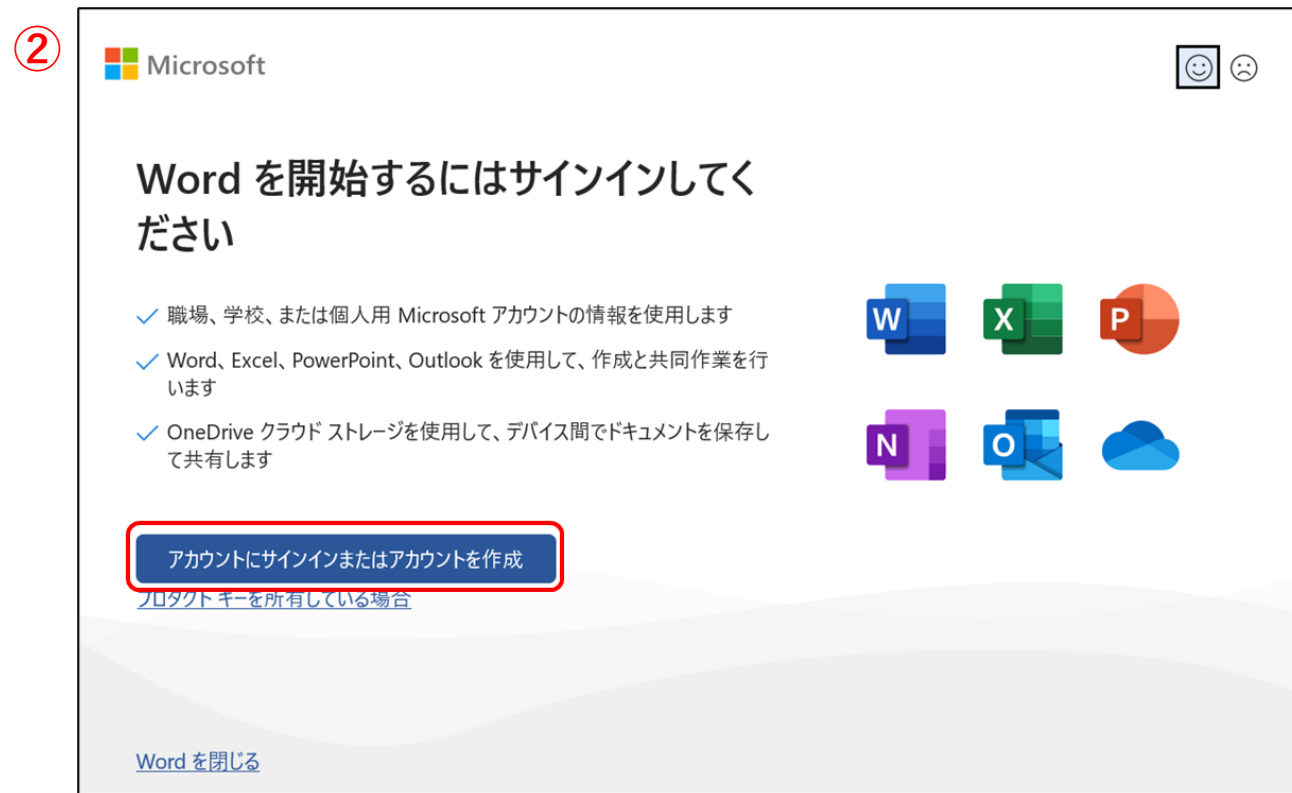 ②
Microsoft
Word を開始するにはサインインしてく
ださい
職場、学校、または個人用 Microsoft アカウントの情報を使用します
Word、Excel、PowerPoint、Outlook を使用して、作成と共同作業を行
います
OneDrive クラウド ストレージを使用して、デバイス間でドキュメントを保存し
て共有します
W X P
N O
アカウントにサインインまたはアカウントを作成
プロダクト キーを所有している場合
Word を閉じる